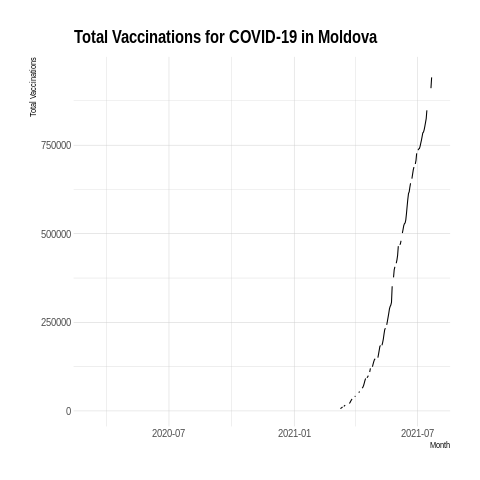 Total Vaccinations for COVID-19 in Moldova
Total Vaccinations
750000
500000
250000
0
2020-07
2021-01
2021-07
Month